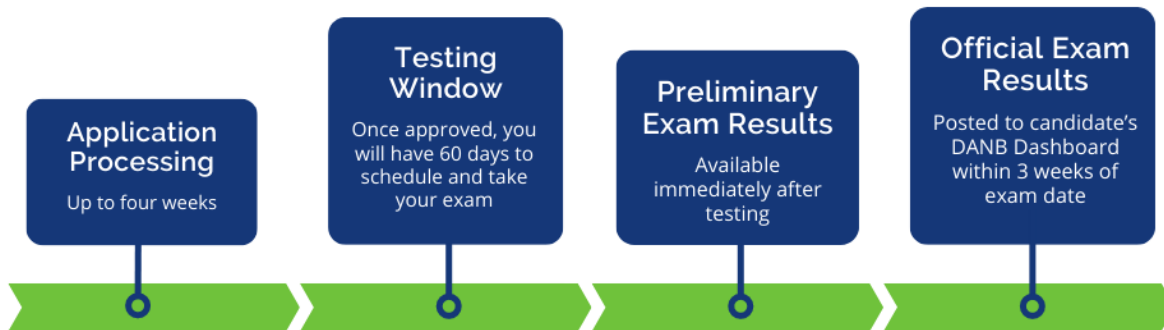 Application
Processing
Up to four weeks
Testing
Window
Once approved, you
will have 60 days to
schedule and take
your exam
Preliminary
Exam Results
Available
immediately after
testing
Official Exam
Results
Posted to candidate's
DANB Dashboard
within 3 weeks of
exam date